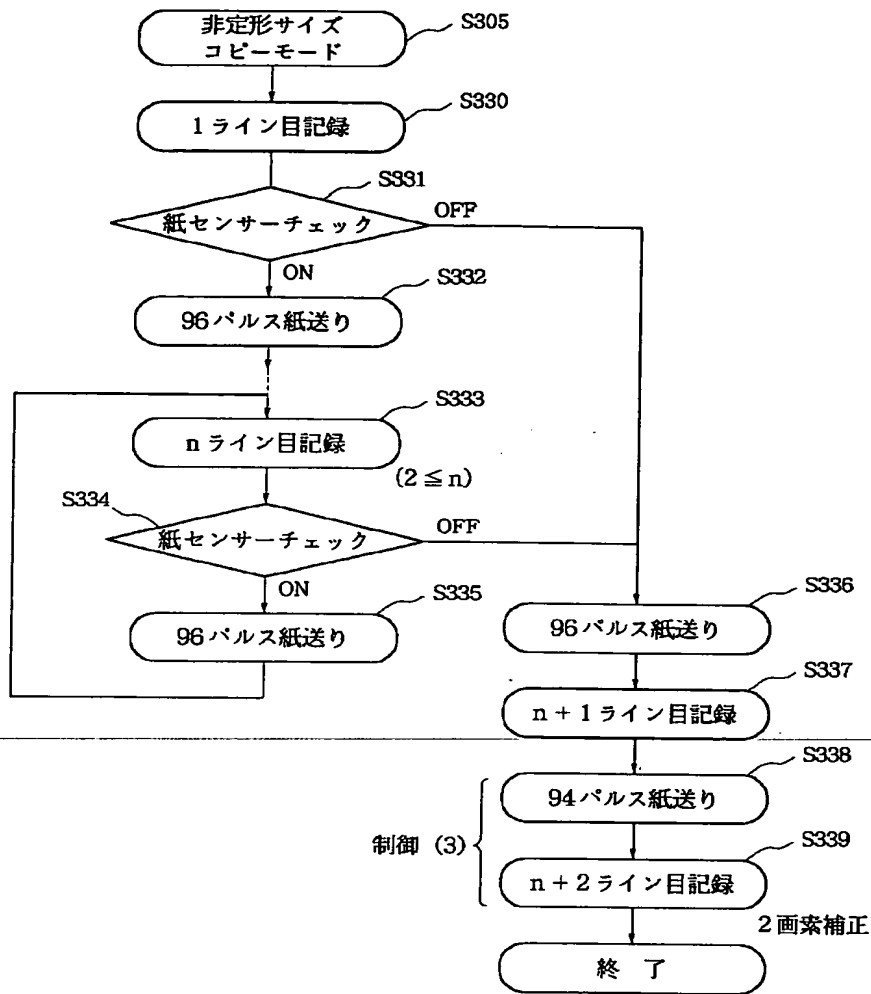 非定形サイズ
コピーモード
S305
S330
1ライン目記録
S331
紙センサーチェック
OFF
ON
S332
96パルス紙送り
S333
nライン目記録
(2≦n)
S334
紙センサーチェック
OFF
ON
S335
96パルス紙送り
S336
96パルス紙送り
S337
n+1ライン目記録
S338
94パルス紙送り
制御 (3)
S339
n+2ライン目記録
2画素補正
終 了